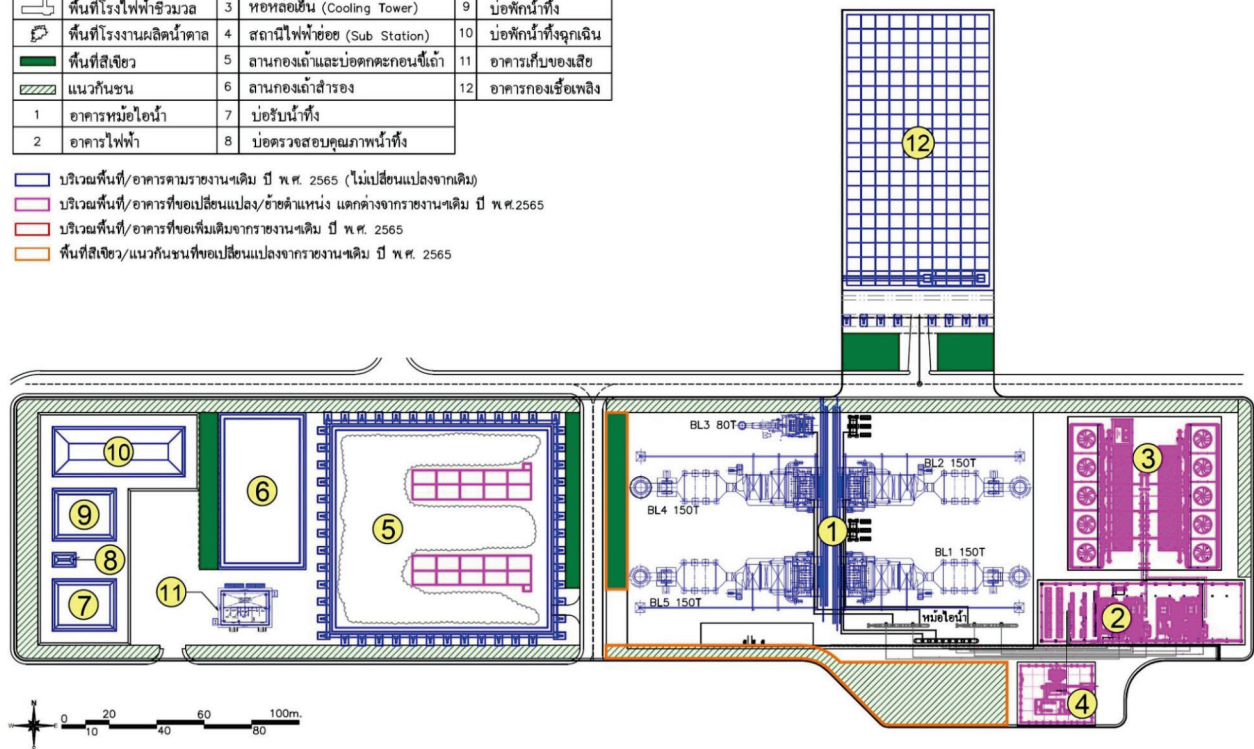 พื้นที่โรงไฟฟ้าชีวมวล 3 หอหล่อเย็น (Cooling Tower) 9 บ่อพักน้ำทิ้ง
พื้นที่โรงงานผลิตน้ำตาล 4 สถานีไฟฟ้าย่อย (Sub Station) 10 บ่อพักน้ำทิ้งฉุกเฉิน
พื้นที่สีเขียว 5 ลานกองเถ้าและบ่อตกตะกอนขี้เถ้า 11 อาคารเก็บของเสีย
แนวกันชน 6 ลานกองเถ้าสำรอง 12 อาคารกองเชื้อเพลิง
1 อาคารหม้อไอน้ำ 7 บ่อรับน้ำทิ้ง
2 อาคารไฟฟ้า 8 บ่อตรวจสอบคุณภาพน้ำทิ้ง
บริเวณพื้นที่/อาคารตามรายงานฯเดิม ปี พ.ศ. 2565 (ไม่เปลี่ยนแปลงจากเดิม)
บริเวณพื้นที่/อาคารที่ขอเปลี่ยนแปลง/ย้ายตำแหน่ง แตกต่างจากรายงานฯเดิม ปี พ.ศ.2565
บริเวณพื้นที่/อาคารที่ขอเพิ่มเติมจากรายงานฯเดิม ปี พ.ศ. 2565
พื้นที่สีเขียว/แนวกันชนที่ขอเปลี่ยนแปลงจากรายงานฯเดิม ปี พ.ศ. 2565
12
BL3 80T
10
BL2 150T
3
6
9
5
BL4 150T
1
8
BL1 150T
11
7
BL5 150T
หม้อไอน้ำ
2
4
N
W E
S
0 20 60 100m.
10 40 80